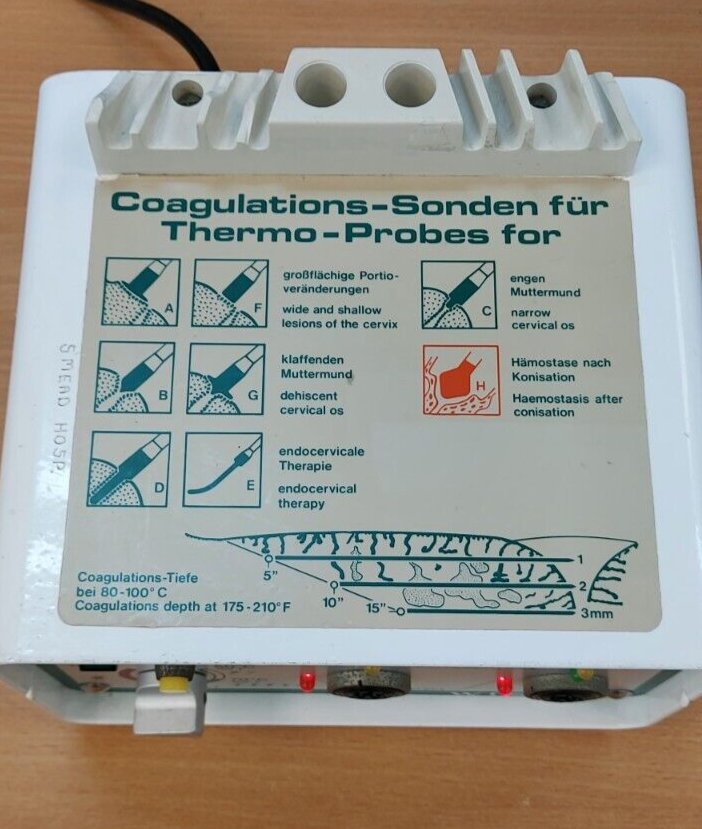 Coagulations-Sonden für
Thermo-Probes for
A
F
großflächige Portio-
veränderungen
wide and shallow
lesions of the cervix
C
engen
Muttermund
narrow
cervical os
B
G
klaffenden
Muttermund
dehiscent
cervical os
H
Hämostase nach
Konisation
Haemostasis after
conisation
D
E
endocervicale
Therapie
endocervical
therapy
SMEAD HOSP.
Coagulations-Tiefe
bei 80-100°C
Coagulations depth at 175-210°F
5"
10"
15"
1
2
3mm